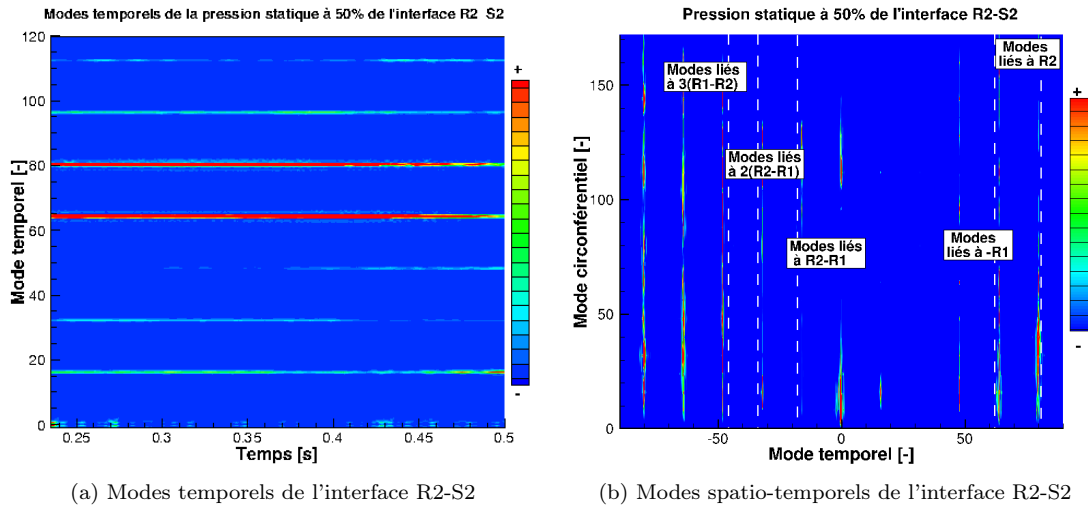 Modes temporels de la pression statique à 50% de l'interface R2 S2
Mode temporel [-]
120
100
80
60
40
20
0
0.25
0.3
0.35
0.4
0.45
0.5
Temps [s]
+
-
(a) Modes temporels de l'interface R2-S2
Pression statique à 50% de l'interface R2-S2
Mode circonférentiel [-]
150
100
50
0
-50
0
50
Mode temporel [-]
Modes liés
à 3(R1-R2)
Modes liés
à 2(R2-R1)
Modes liés
à R2-R1
Modes
liés à -R1
Modes
liés à R2
+
-
(b) Modes spatio-temporels de l'interface R2-S2